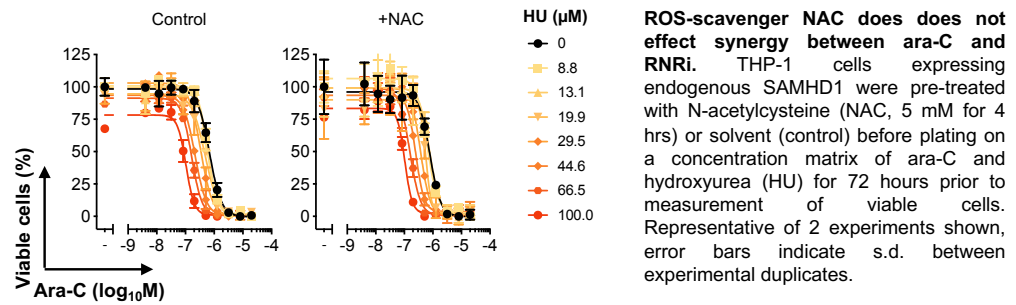 Control
+NAC
HU (µM)
125
100
75
50
25
0
- -9 -8 -7 -6 -5 -4
125
100
75
50
25
0
- -9 -8 -7 -6 -5 -4
Viable cells (%)
Ara-C (log10M)
0
8.8
13.1
19.9
29.5
44.6
66.5
100.0
ROS-scavenger NAC does does not
effect synergy between ara-C and
RNRi. THP-1 cells expressing
endogenous SAMHD1 were pre-treated
with N-acetylcysteine (NAC, 5 mM for 4
hrs) or solvent (control) before plating on
a concentration matrix of ara-C and
hydroxyurea (HU) for 72 hours prior to
measurement of viable cells.
Representative of 2 experiments shown,
error bars indicate s.d. between
experimental duplicates.